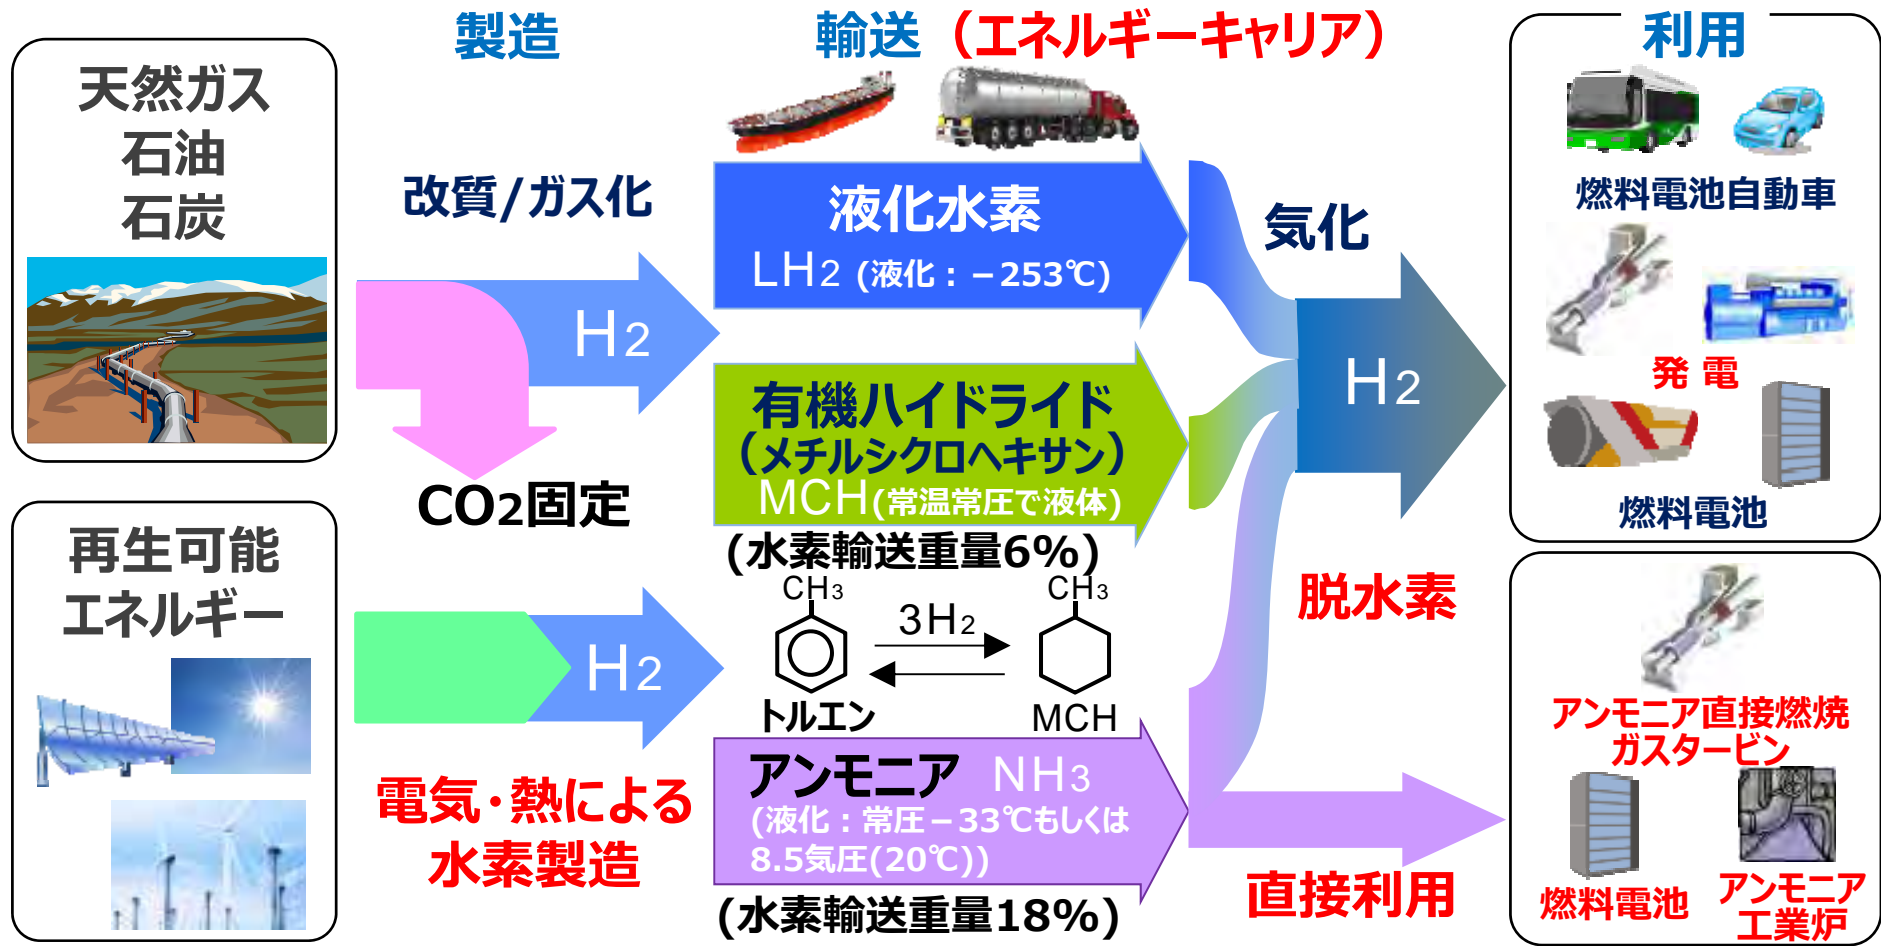 製造
輸送（エネルギーキャリア）
利用
天然ガス
石油
石炭
改質/ガス化
H2
CO2固定
再生可能
エネルギー
H2
電気・熱による
水素製造
液化水素
LH2 (液化：－253℃)
有機ハイドライド
（メチルシクロヘキサン）
MCH(常温常圧で液体)
(水素輸送重量6%)
CH3
3H2
CH3
トルエン
MCH
アンモニア NH3
(液化：常圧－33℃もしくは
8.5気圧(20℃))
(水素輸送重量18%)
気化
H2
脱水素
直接利用
燃料電池自動車
発 電
燃料電池
アンモニア直接燃焼
ガスタービン
燃料電池
アンモニア
工業炉